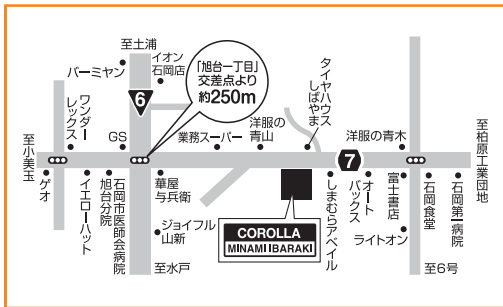 至土浦
バーミヤン
イオン
石岡店
6
「旭台一丁目」
交差点より
約250m
ワンダー
レックス
GS
業務スーパー
洋服の
青山
タイヤハウス
しばやま
7
洋服の青木
至柏原工業団地
至小美玉
ゲオ
イエローハット
旭台分院
石岡市医師会病院
華屋
与兵衛
ジョイフル
山新
至水戸
COROLLA
MINAMI IBARAKI
しまむらアベイル
オート
バックス
富士書店
ライトオン
石岡食堂
石岡第一病院
至6号